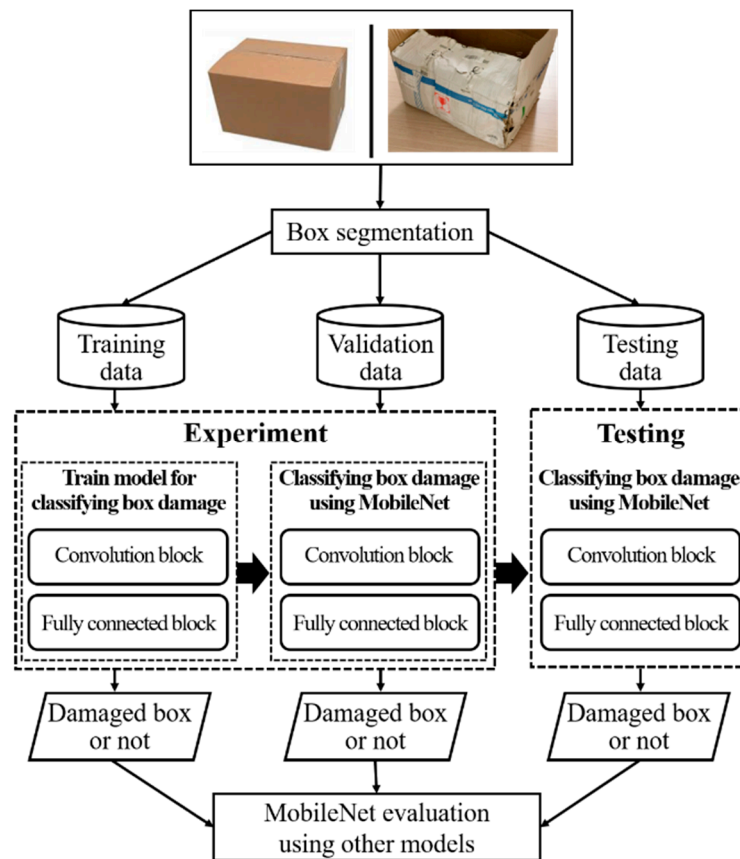 Box segmentation
Training
data
Validation
data
Testing
data
Experiment
Testing
Train model for
classifying box damage
Classifying box damage
using MobileNet
Classifying box damage
using MobileNet
Convolution block
Convolution block
Convolution block
Fully connected block
Fully connected block
Fully connected block
Damaged box
or not
Damaged box
or not
Damaged box
or not
MobileNet evaluation
using other models